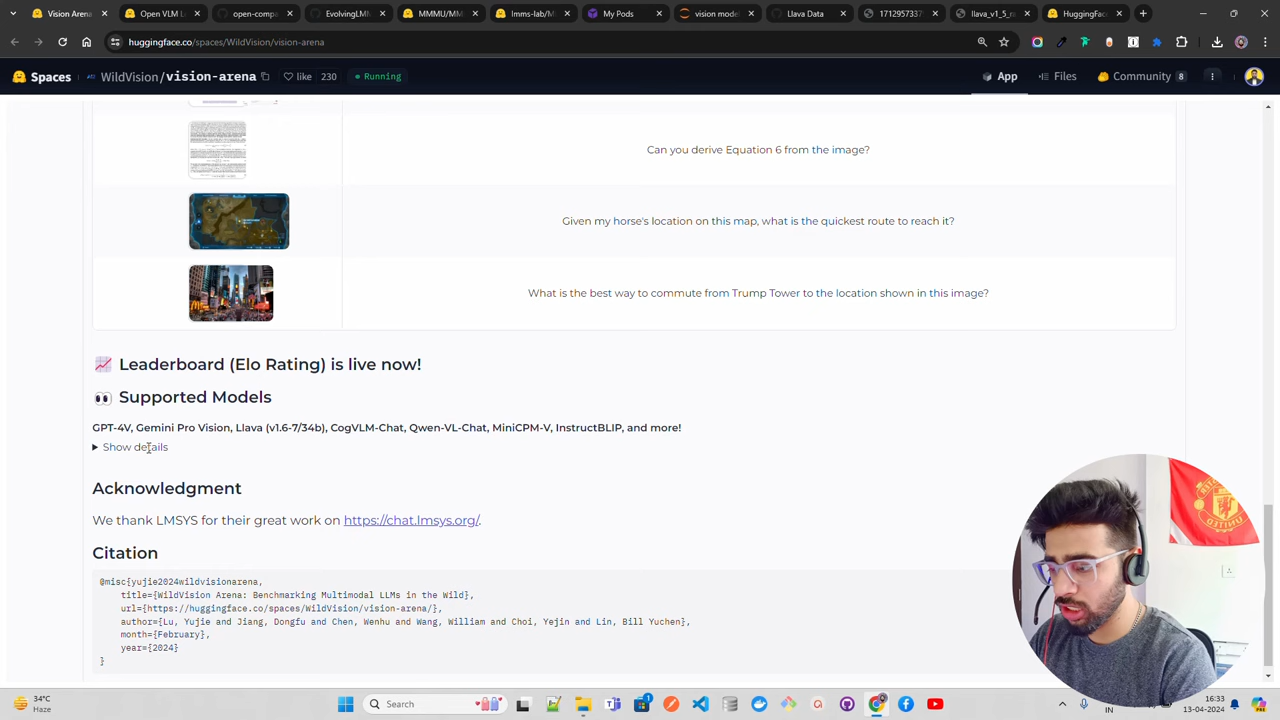 Vision Arena
Open VLM L
open-compa
EvolvingLMM
MMMU/MM
lmms-lab/M
My Pods
vision model
Llava Data
1712957337
llava_v1_5_re
HuggingFac
huggingface.co/spaces/WildVision/vision-arena
Spaces
WildVision/vision-arena
like
230
Running
App
Files
Community
8
Can you derive Equation 6 from the image?
Given my horse's location on this map, what is the quickest route to reach it?
What is the best way to commute from Trump Tower to the location shown in this image?
Leaderboard (Elo Rating) is live now!
Supported Models
GPT-4V, Gemini Pro Vision, Llava (v1.6-7/34b), CogVLM-Chat, Qwen-VL-Chat, MiniCPM-V, InstructBLIP, and more!
Show details
Acknowledgment
We thank LMSYS for their great work on https://chat.lmsys.org/.
Citation
@misc{yujie2024wildvisionarena,
title={WildVision Arena: Benchmarking Multimodal LLMs in the Wild},
url={https://huggingface.co/spaces/WildVision/vision-arena/},
author={Lu, Yujie and Jiang, Dongfu and Chen, Wenhu and Wang, William and Choi, Yejin and Lin, Bill Yuchen},
month={February},
year={2024}
}
UNITED
34°C
Haze
Search
IN
16:33
13-04-2024